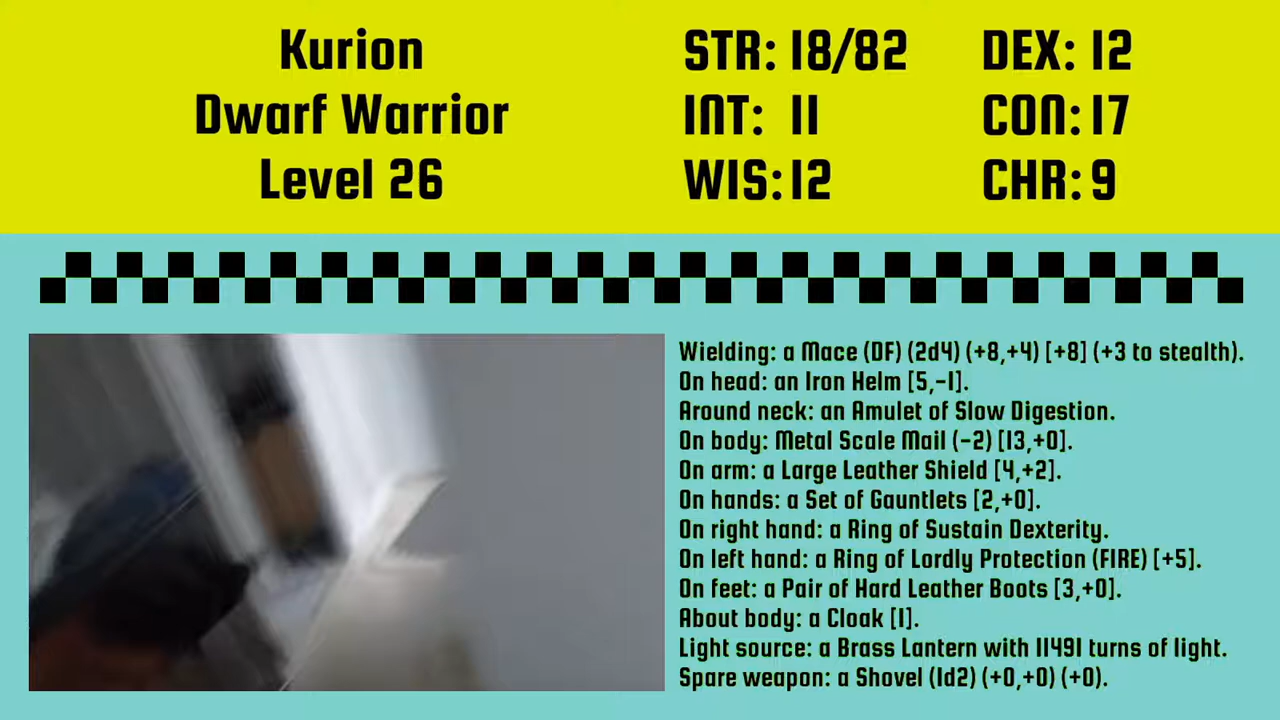 Kurion
Dwarf Warrior
Level 26
STR: 18/82 DEX: 12
INT: 11 CON: 17
WIS: 12 CHR: 9
Wielding: a Mace (DF) (2d4) (+8,+4) [+8] (+3 to stealth).
On head: an Iron Helm [5,-1].
Around neck: an Amulet of Slow Digestion.
On body: Metal Scale Mail (-2) [13,+0].
On arm: a Large Leather Shield [4,+2].
On hands: a Set of Gauntlets [2,+0].
On right hand: a Ring of Sustain Dexterity.
On left hand: a Ring of Lordly Protection (FIRE) [+5].
On feet: a Pair of Hard Leather Boots [3,+0].
About body: a Cloak [1].
Light source: a Brass Lantern with 11491 turns of light.
Spare weapon: a Shovel (1d2) (+0,+0) (+0).